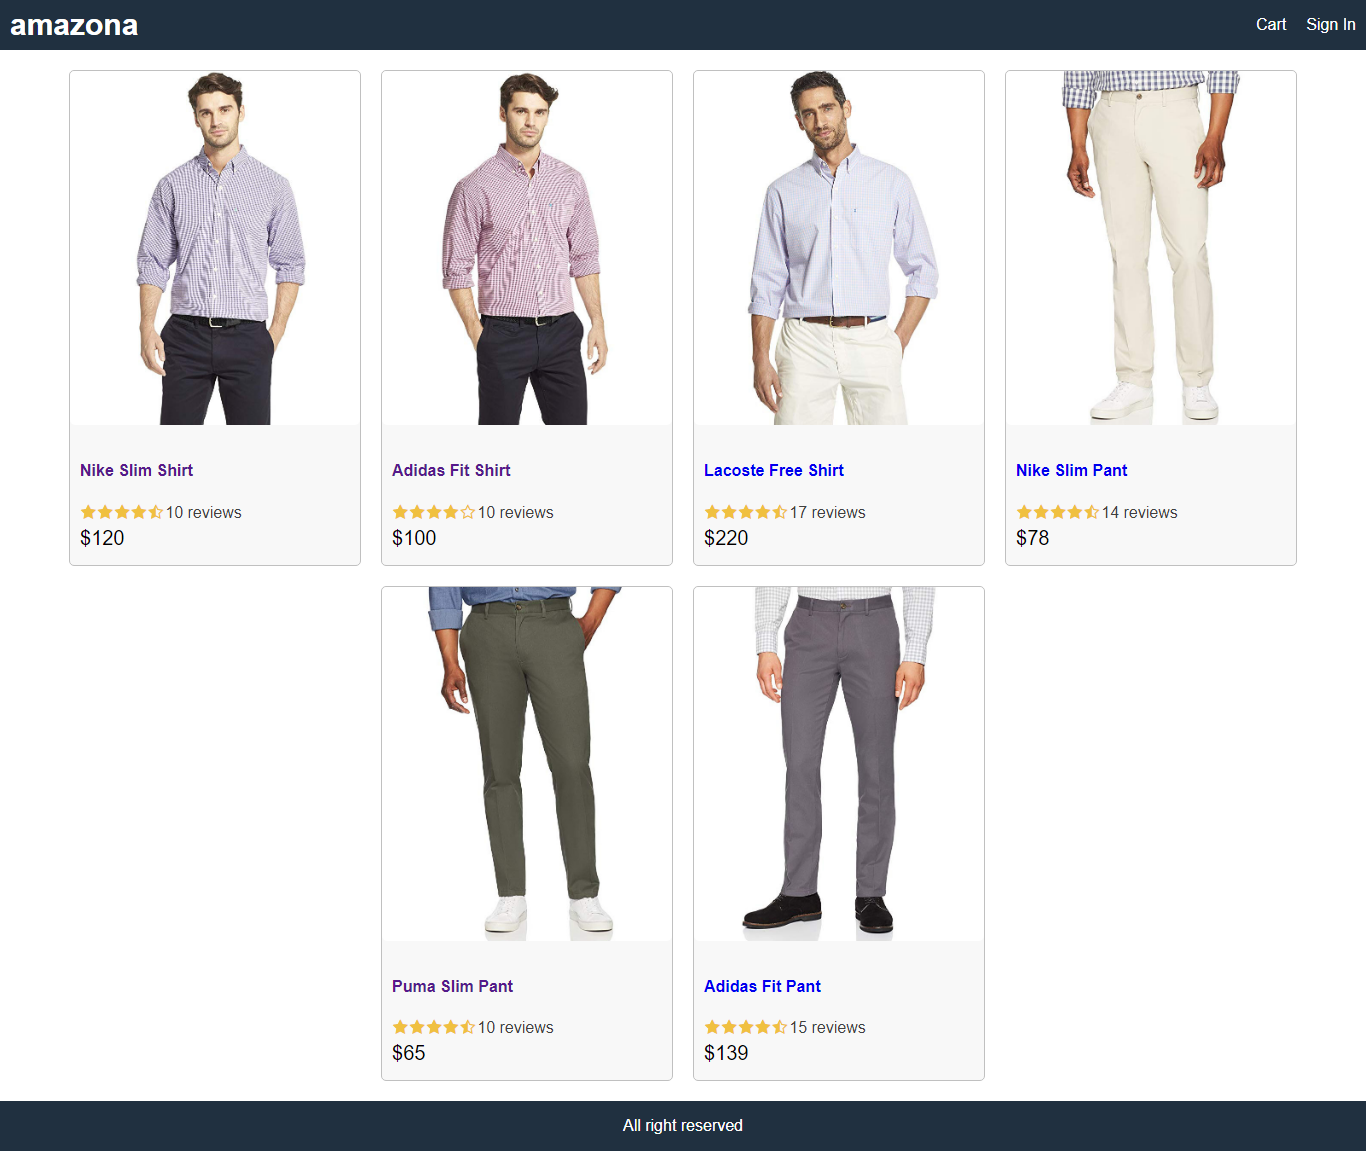 amazona
Cart Sign In
Nike Slim Shirt
10 reviews
$120
Adidas Fit Shirt
10 reviews
$100
Lacoste Free Shirt
17 reviews
$220
Nike Slim Pant
14 reviews
$78
Puma Slim Pant
10 reviews
$65
Adidas Fit Pant
15 reviews
$139
All right reserved